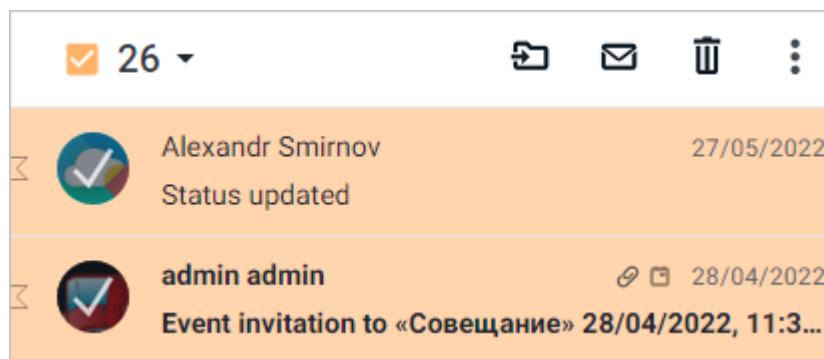 26
Alexandr Smirnov 27/05/2022
Status updated
admin admin 28/04/2022
Event invitation to «Совещание» 28/04/2022, 11:3...